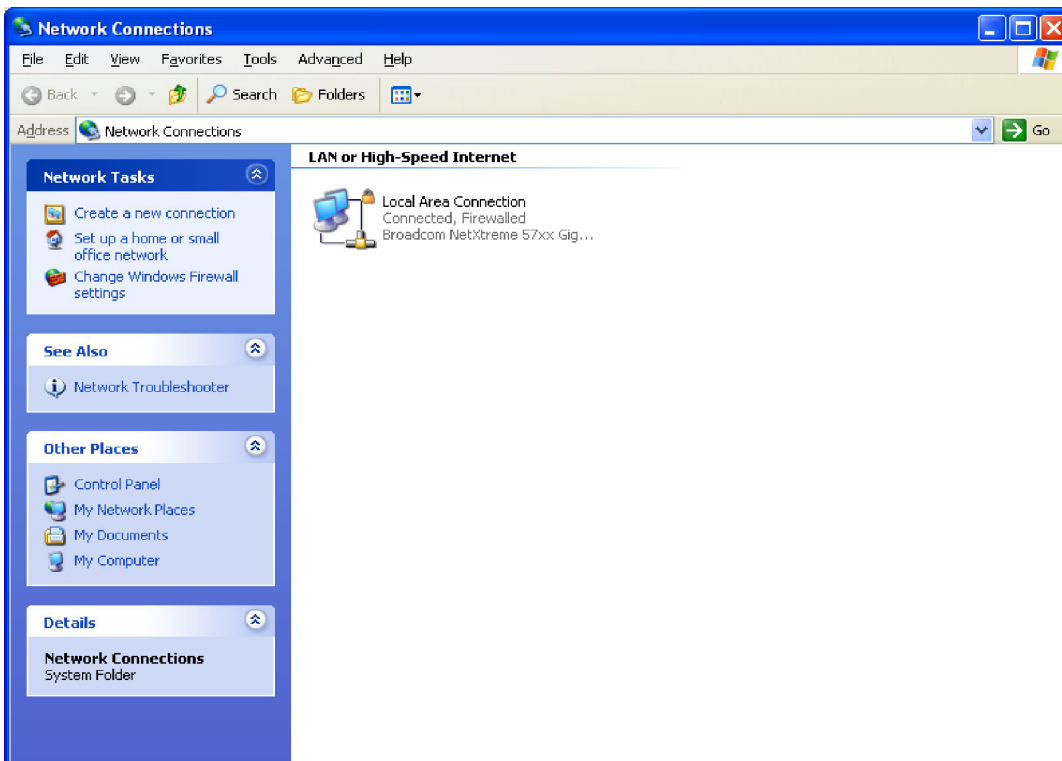 Network Connections
File Edit View Favorites Tools Advanced Help
Back Search Folders
Address Network Connections Go
Network Tasks
Create a new connection
Set up a home or small
office network
Change Windows Firewall
settings
See Also
Network Troubleshooter
Other Places
Control Panel
My Network Places
My Documents
My Computer
Details
Network Connections
System Folder
LAN or High-Speed Internet
Local Area Connection
Connected, Firewalled
Broadcom NetXtreme 57xx Gig...